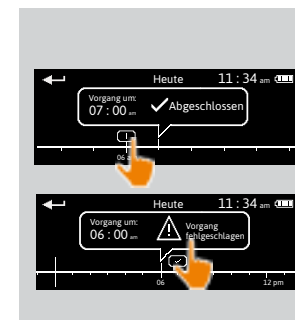 Heute 11 : 34 am
Vorgang um:
07 : 00 am
Abgeschlossen
06 a
Heute 11 : 34 am
Vorgang um:
06 : 00 am
Vorgang
fehlgeschlagen
06 12 pm